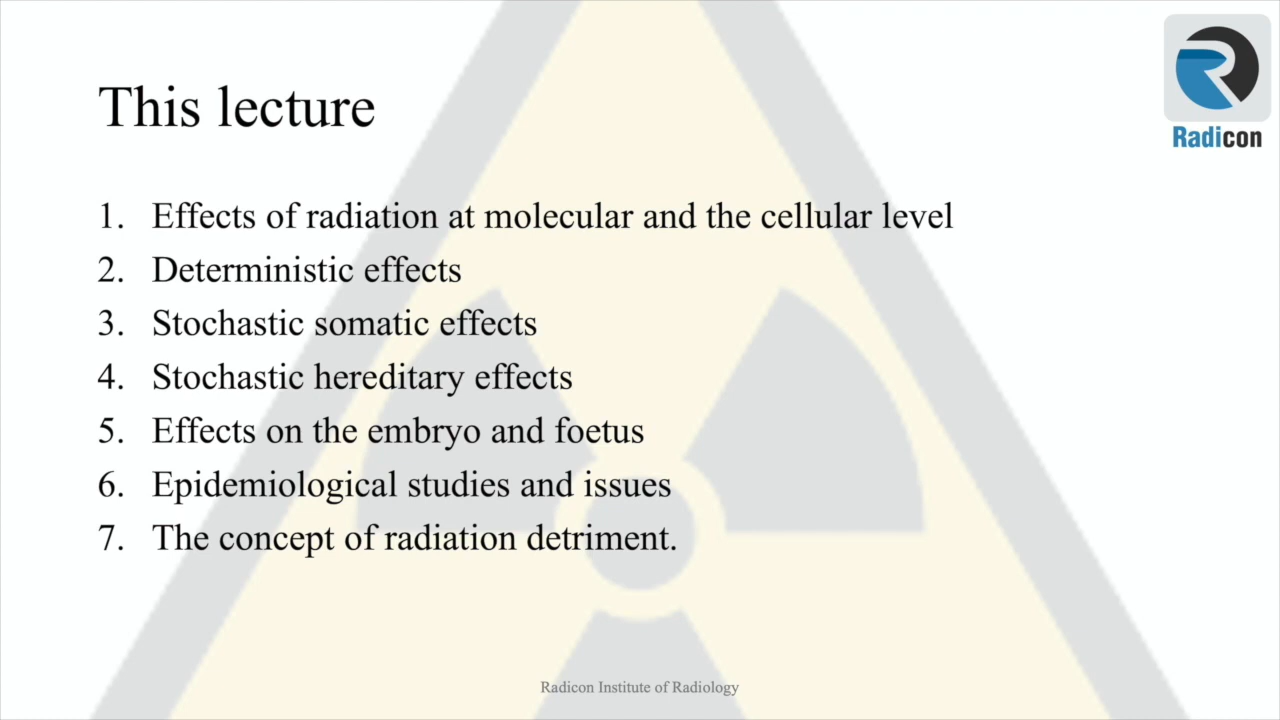 This lecture
Radicon
1. Effects of radiation at molecular and the cellular level
2. Deterministic effects
3. Stochastic somatic effects
4. Stochastic hereditary effects
5. Effects on the embryo and foetus
6. Epidemiological studies and issues
7. The concept of radiation detriment.
Radicon Institute of Radiology